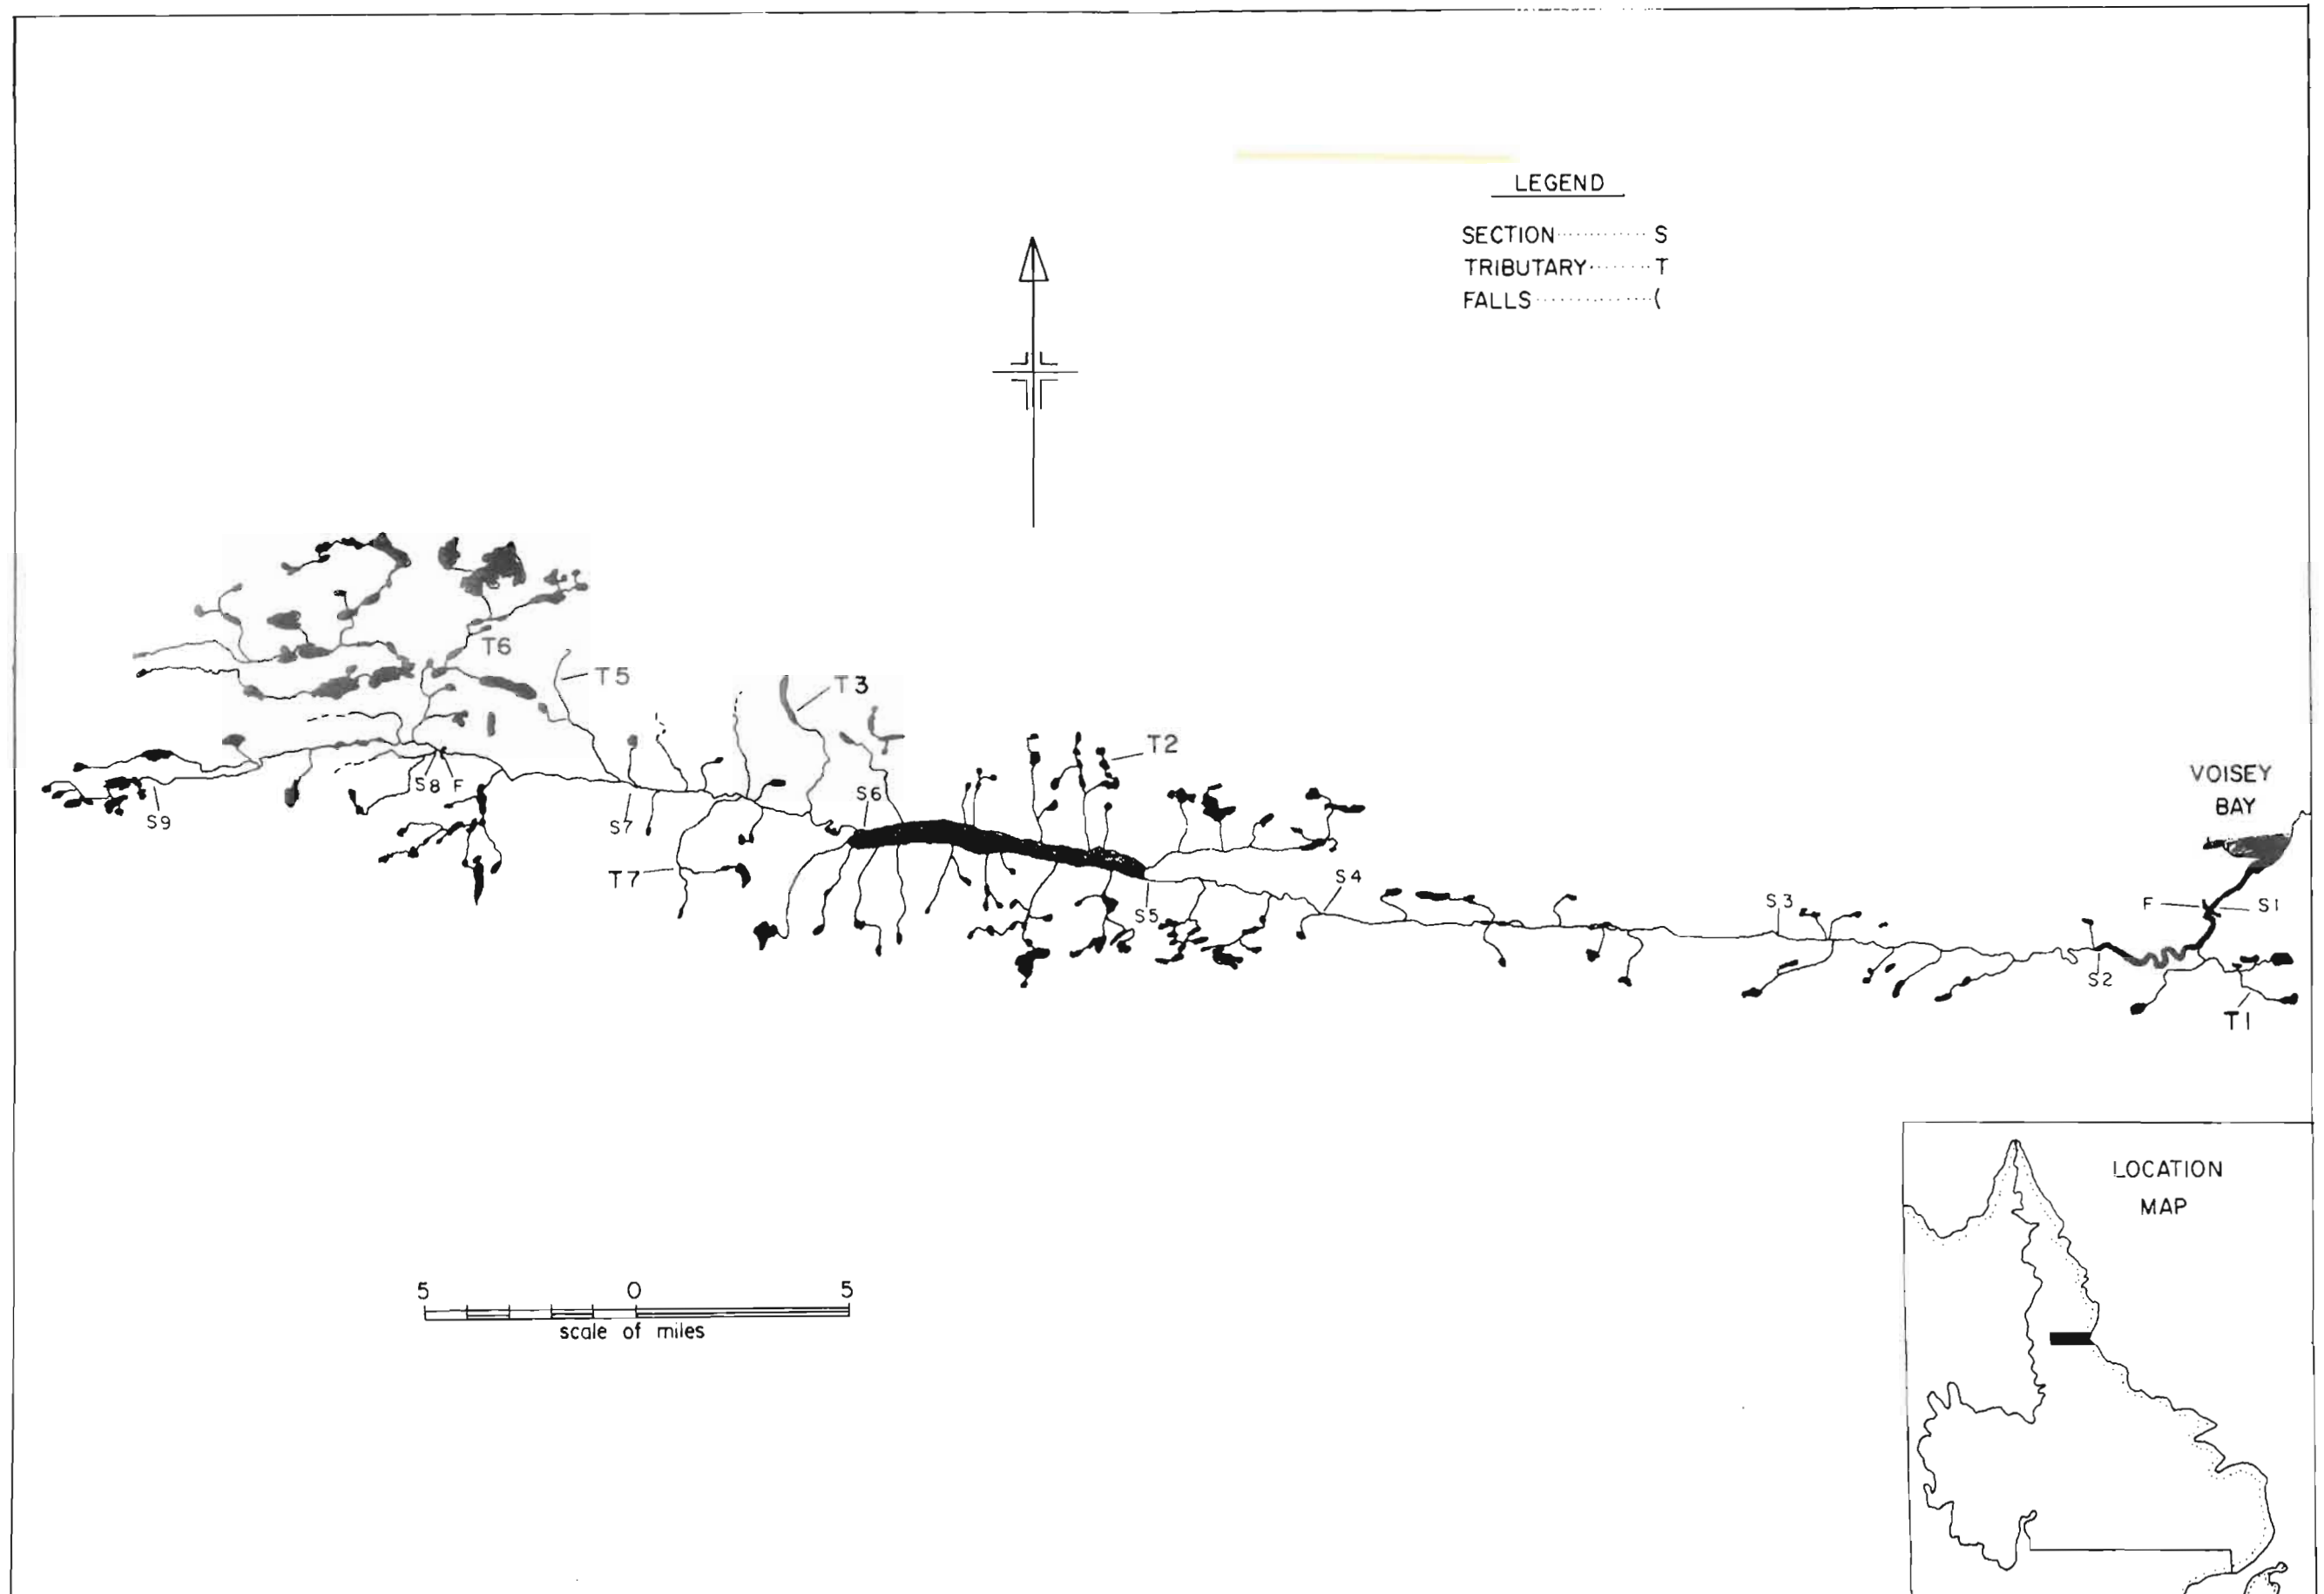 LEGEND
SECTION············ S
TRIBUTARY······· T
FALLS·············· (
T6
T5
T3
T2
VOISEY
BAY
S8 F
S6
S9
S7
T7
S4
S5
S3
F
S1
S2
T1
LOCATION
MAP
5 0 5
scale of miles